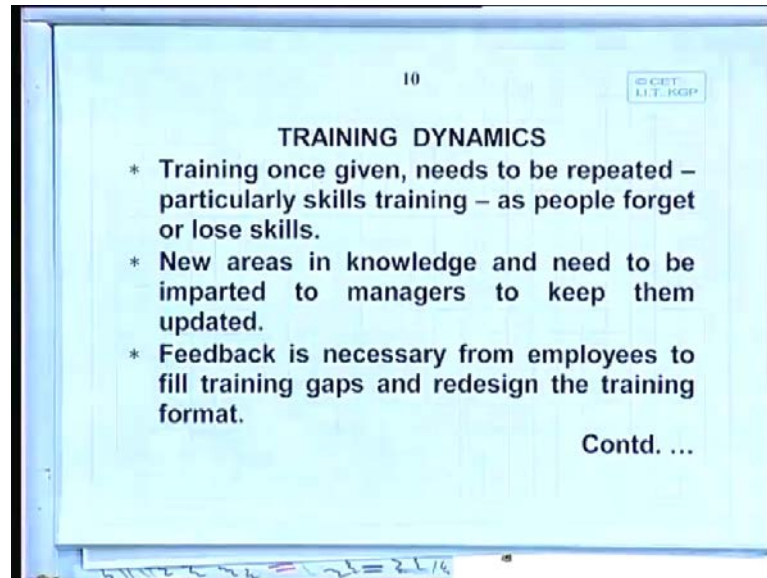 10
© CET
I.I.T. KGP
TRAINING DYNAMICS
* Training once given, needs to be repeated –
particularly skills training – as people forget
or lose skills.
* New areas in knowledge and need to be
imparted to managers to keep them
updated.
* Feedback is necessary from employees to
fill training gaps and redesign the training
format.
Contd. ...